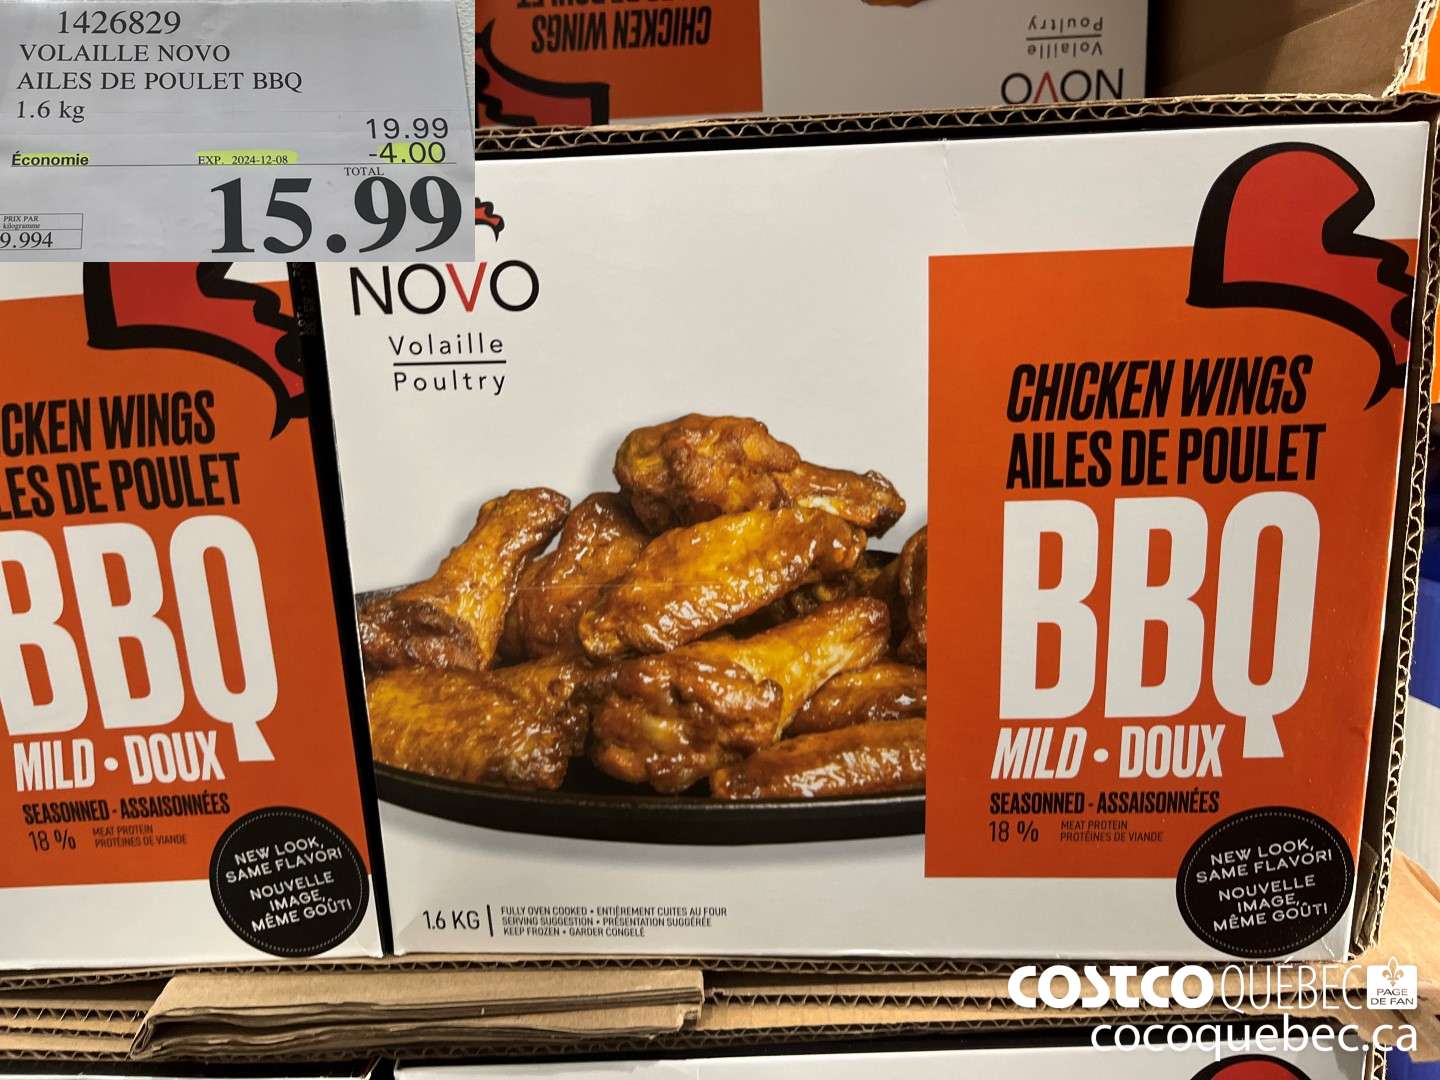 1426829
VOLAILLE NOVO
AILES DE POULET BBQ
1.6 kg
19.99
Économie EXP. 2024-12-08 -4.00
TOTAL
15.99
PRIX PAR
kilogramme
9.994
CHICKEN WINGS
NOVO
Volaille
Poultry
CKEN WINGS
LES DE POULET
BBQ
MILD • DOUX
SEASONNED - ASSAISONNÉES
18 % MEAT PROTEIN
PROTÉINES DE VIANDE
NEW LOOK,
SAME FLAVOR!
NOUVELLE
IMAGE,
MÊME GOÛT!
NOVO
Volaille
Poultry
CHICKEN WINGS
AILES DE POULET
BBQ
MILD • DOUX
SEASONNED - ASSAISONNÉES
18 % MEAT PROTEIN
PROTÉINES DE VIANDE
NEW LOOK,
SAME FLAVOR!
NOUVELLE
IMAGE,
MÊME GOÛT!
1.6 KG
FULLY OVEN COOKED • ENTIÈREMENT CUITES AU FOUR
SERVING SUGGESTION • PRÉSENTATION SUGGÉRÉE
KEEP FROZEN • GARDER CONGELÉ
COSTCO QUÉBEC PAGE
DE FAN
cocoquebec.ca